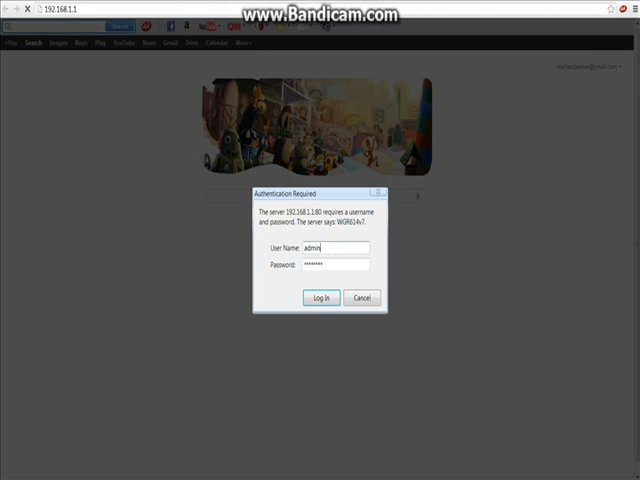 www.Bandicam.com
192.168.1.1
CNN
+You Search Images Maps Play YouTube News Gmail Drive Calendar More
Authentication Required
The server 192.168.1.1:80 requires a username
and password. The server says: WGR614v7.
User Name: admin
Password: ********
Log In Cancel